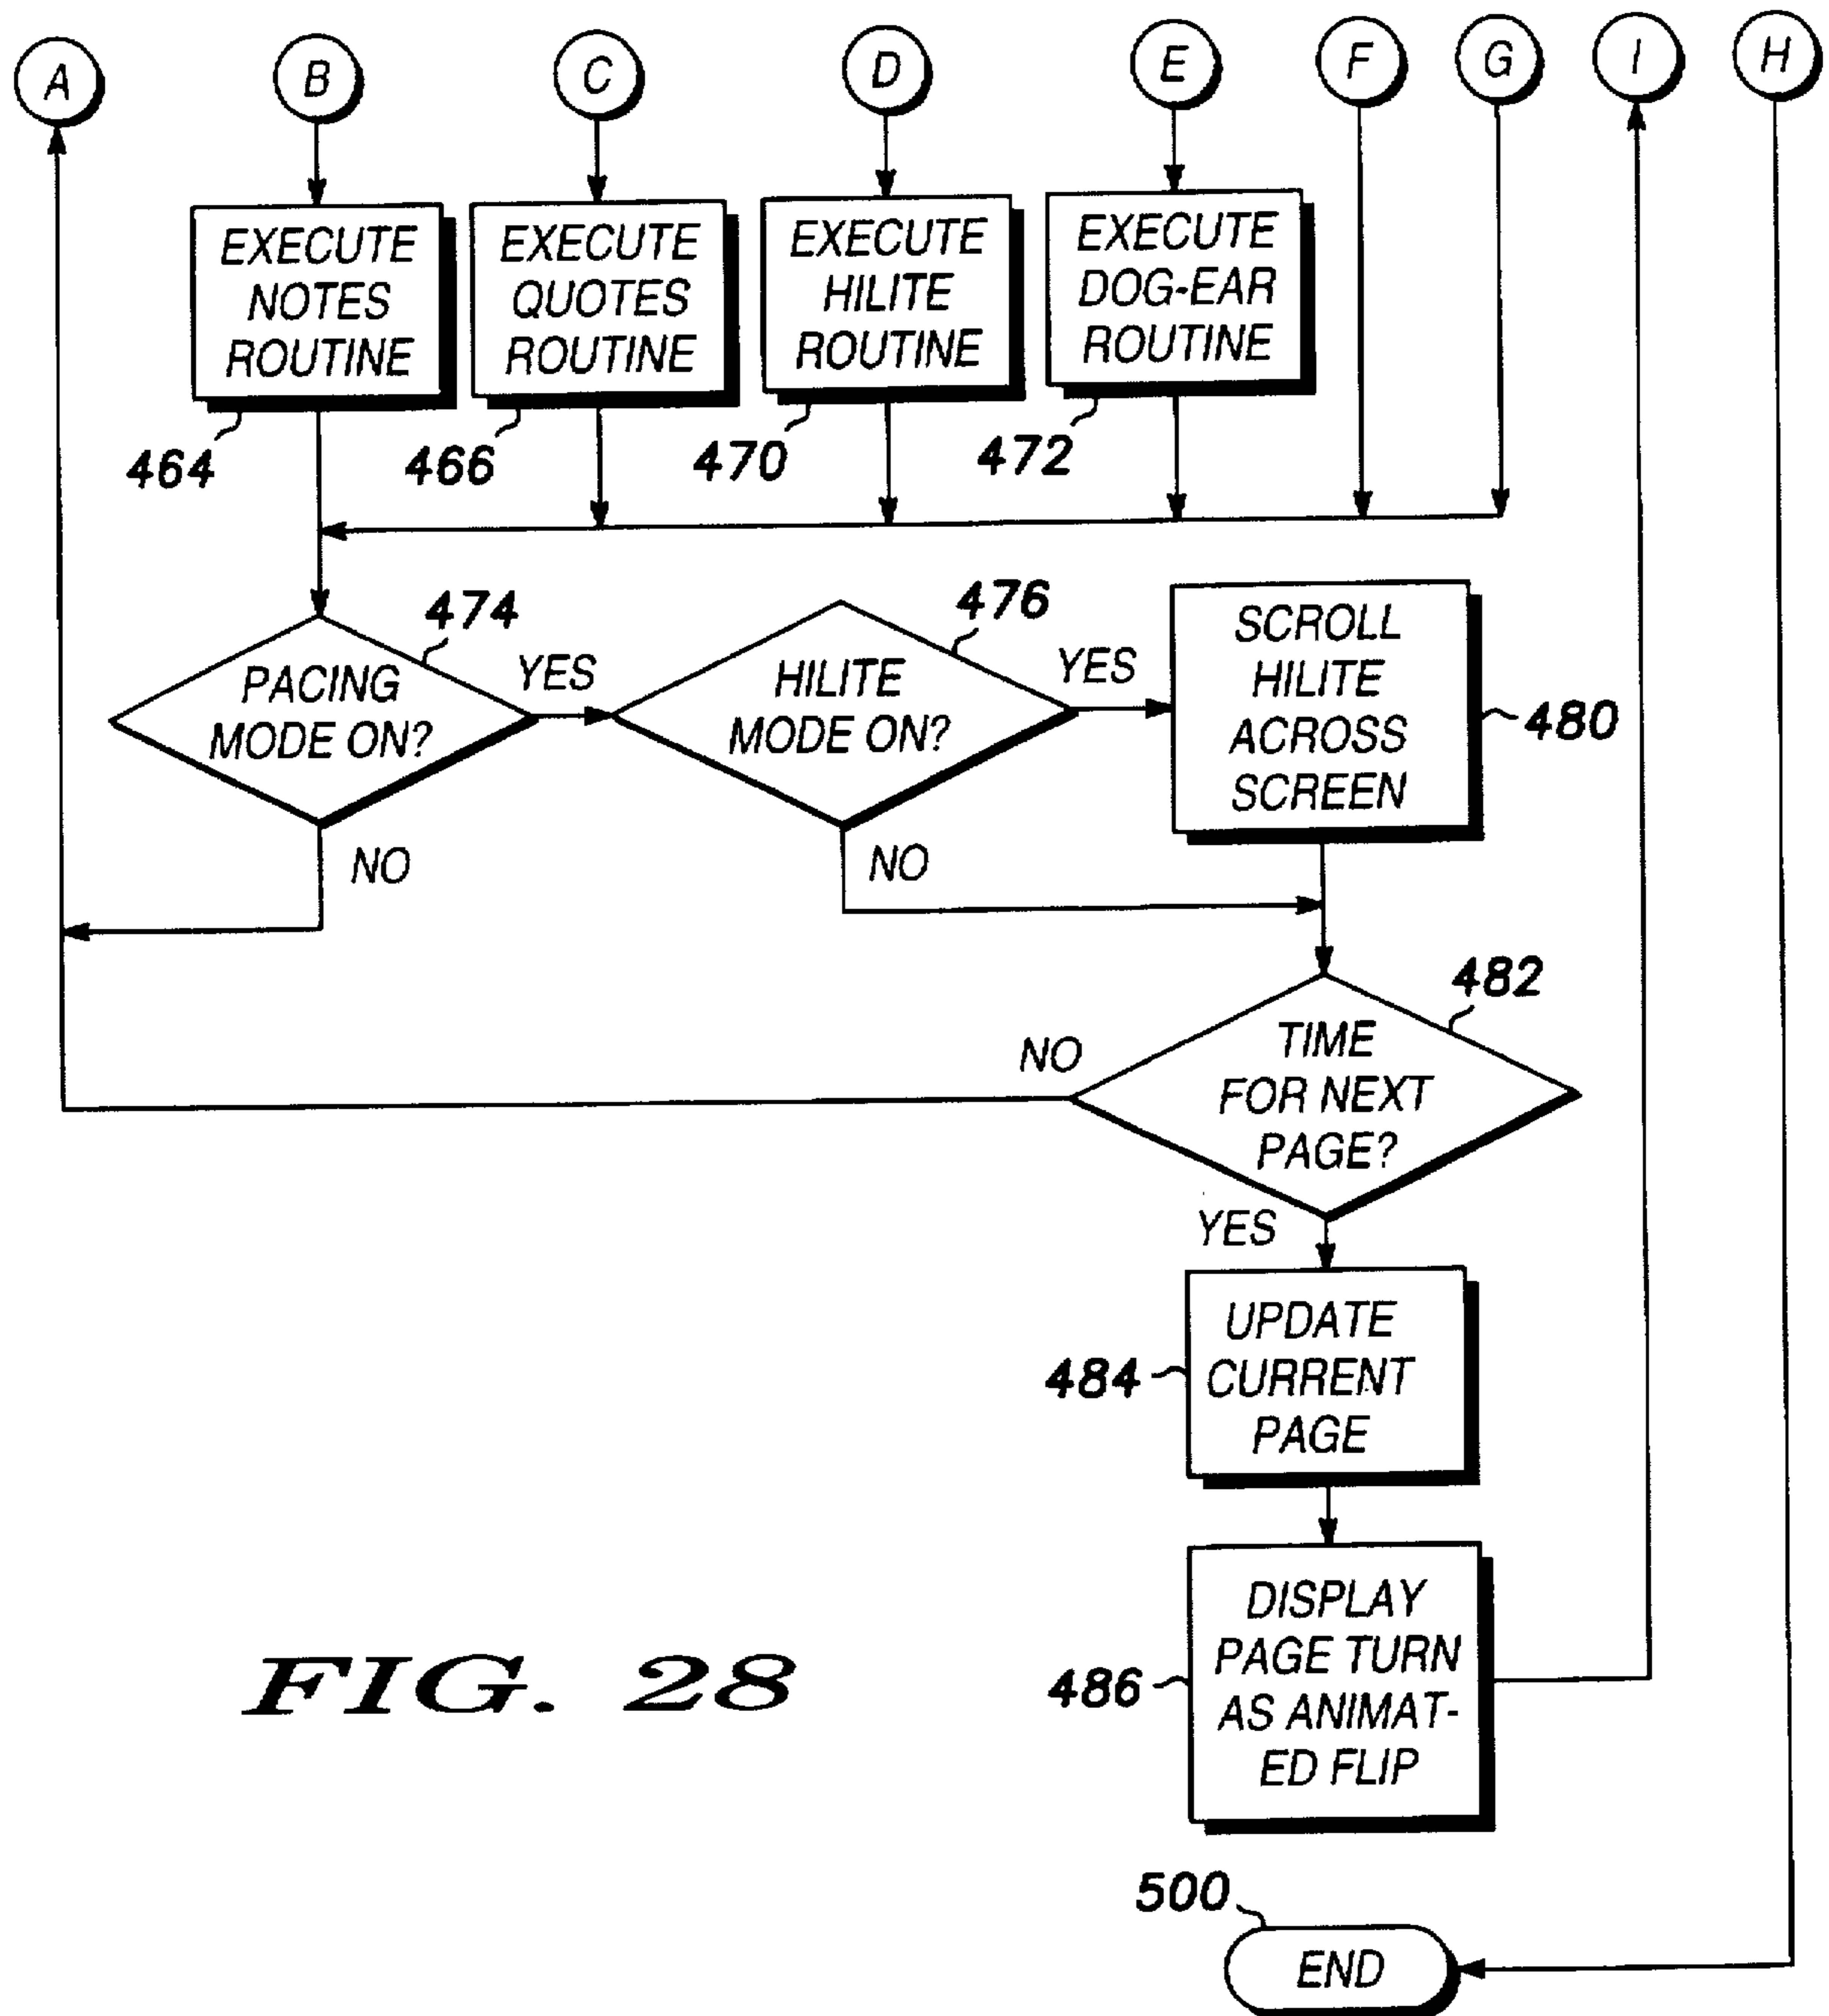 A
B
C
D
E
F
G
I
H
EXECUTE
NOTES
ROUTINE
464
EXECUTE
QUOTES
ROUTINE
466
EXECUTE
HILITE
ROUTINE
470
EXECUTE
DOG-EAR
ROUTINE
472
PACING
MODE ON?
474
YES
NO
HILITE
MODE ON?
476
YES
NO
SCROLL
HILITE
ACROSS
SCREEN
480
TIME
FOR NEXT
PAGE?
482
NO
YES
UPDATE
CURRENT
PAGE
484
DISPLAY
PAGE TURN
AS ANIMAT-
ED FLIP
486
FIG. 28
500
END